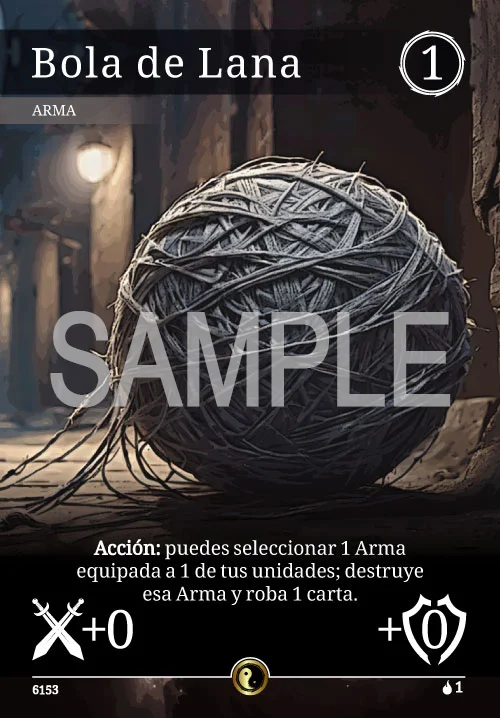 Bola de Lana
1
ARMA
SAMPLE
Acción: puedes seleccionar 1 Arma
equipada a 1 de tus unidades; destruye
esa Arma y roba 1 carta.
+0
+0
6153
1